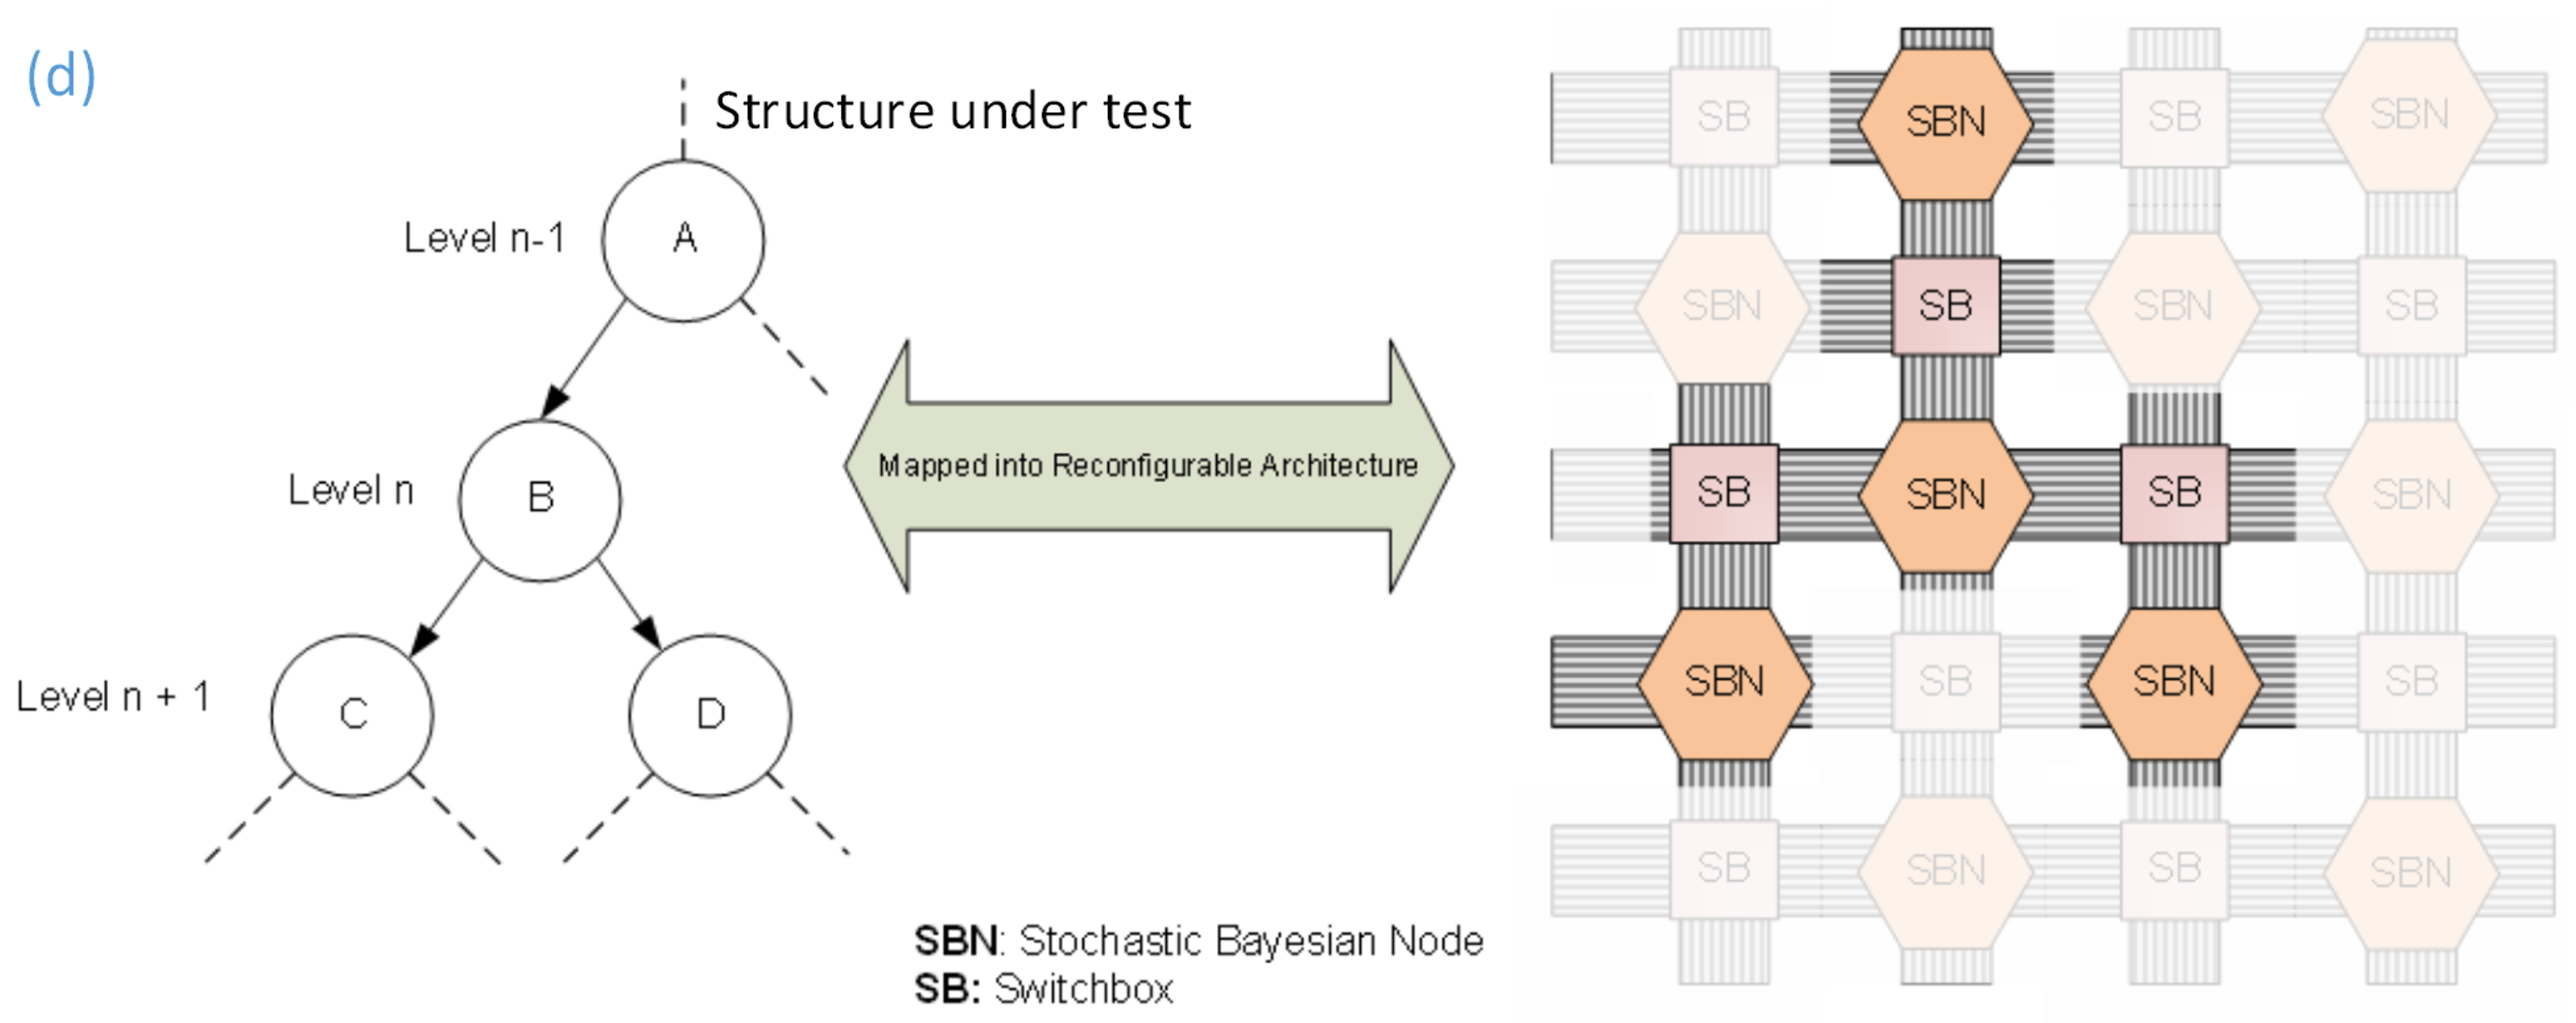 (d)
Structure under test
Level n-1
A
Level n
B
Level n + 1
C
D
Mapped into Reconfigurable Architecture
SBN: Stochastic Bayesian Node
SB: Switchbox
SB SBN SB SBN
SBN SB SBN SB
SB SBN SB SBN
SBN SB SBN SB
SB SBN SB SBN